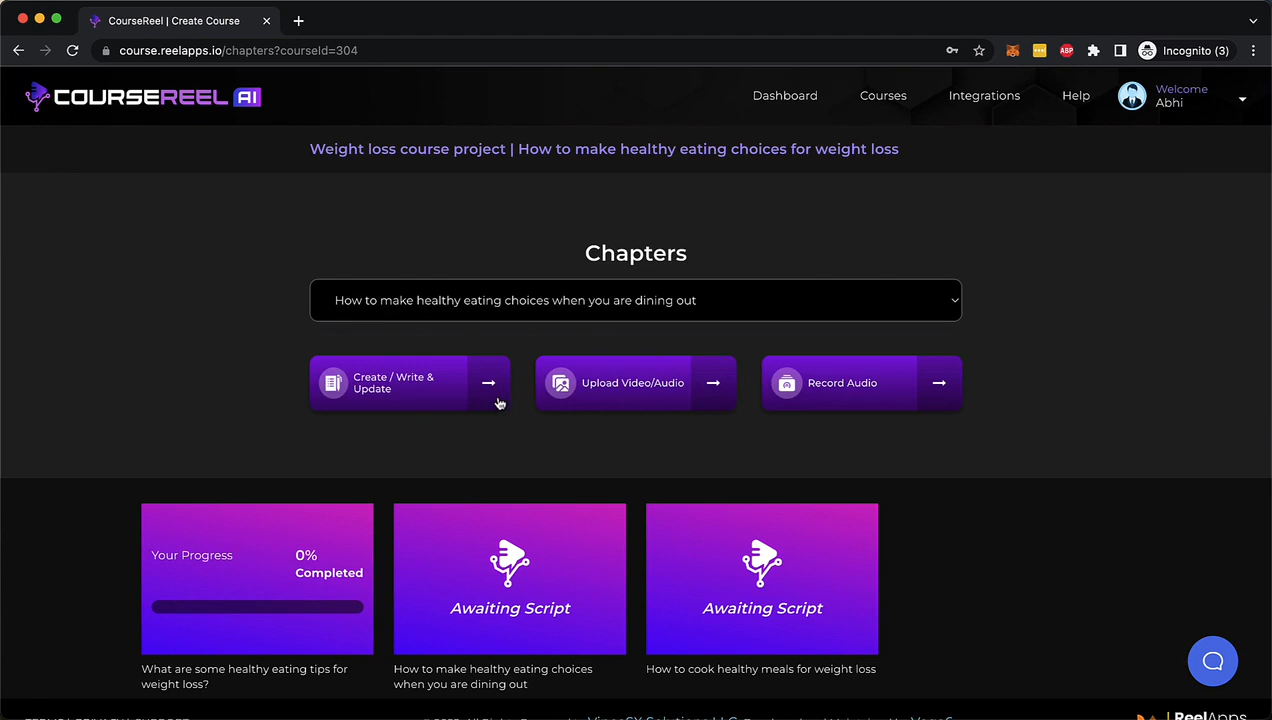 CourseReel | Create Course
course.reelapps.io/chapters?courseId=304
ABP
Incognito (3)
COURSEREEL AI
Dashboard
Courses
Integrations
Help
Welcome
Abhi
Weight loss course project | How to make healthy eating choices for weight loss
Chapters
How to make healthy eating choices when you are dining out
Create / Write &
Update
Upload Video/Audio
Record Audio
Your Progress
0%
Completed
Awaiting Script
Awaiting Script
What are some healthy eating tips for
weight loss?
How to make healthy eating choices
when you are dining out
How to cook healthy meals for weight loss
ReelApps